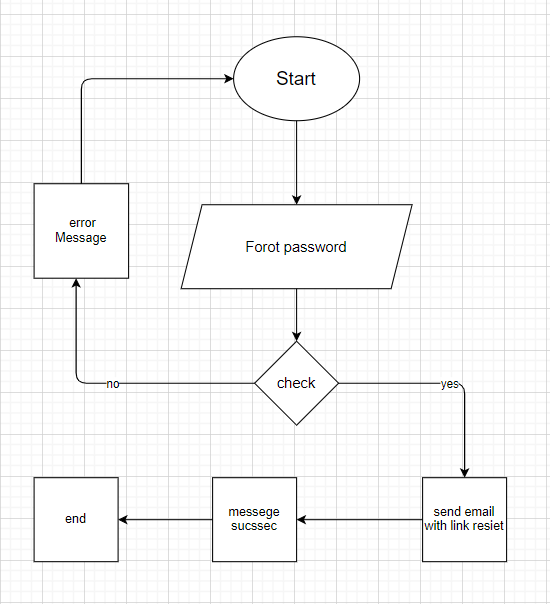 Start
error
Message
Forot password
check
no
yes
end
messege
sucssec
send email
with link resiet